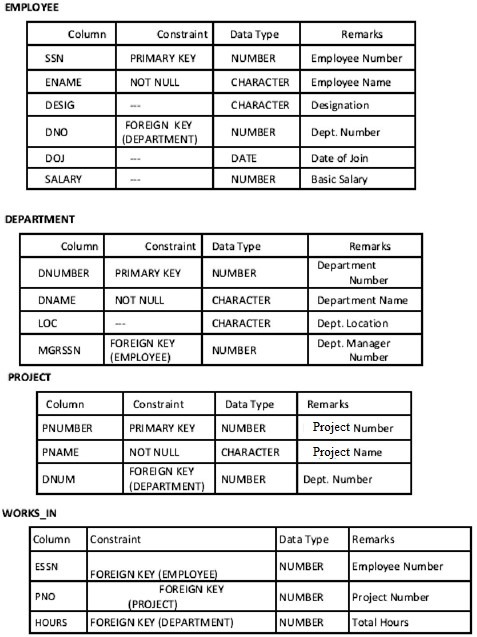 EMPLOYEE
Column Constraint Data Type Remarks
SSN PRIMARY KEY NUMBER Employee Number
ENAME NOT NULL CHARACTER Employee Name
DESIG --- CHARACTER Designation
DNO FOREIGN KEY (DEPARTMENT) NUMBER Dept. Number
DOJ --- DATE Date of Join
SALARY --- NUMBER Basic Salary
DEPARTMENT
Column Constraint Data Type Remarks
DNUMBER PRIMARY KEY NUMBER Department Number
DNAME NOT NULL CHARACTER Department Name
LOC --- CHARACTER Dept. Location
MGRSSN FOREIGN KEY (EMPLOYEE) NUMBER Dept. Manager Number
PROJECT
Column Constraint Data Type Remarks
PNUMBER PRIMARY KEY NUMBER Project Number
PNAME NOT NULL CHARACTER Project Name
DNUM FOREIGN KEY (DEPARTMENT) NUMBER Dept. Number
WORKS_IN
Column Constraint Data Type Remarks
ESSN FOREIGN KEY (EMPLOYEE) NUMBER Employee Number
PNO FOREIGN KEY (PROJECT) NUMBER Project Number
HOURS FOREIGN KEY (DEPARTMENT) NUMBER Total Hours